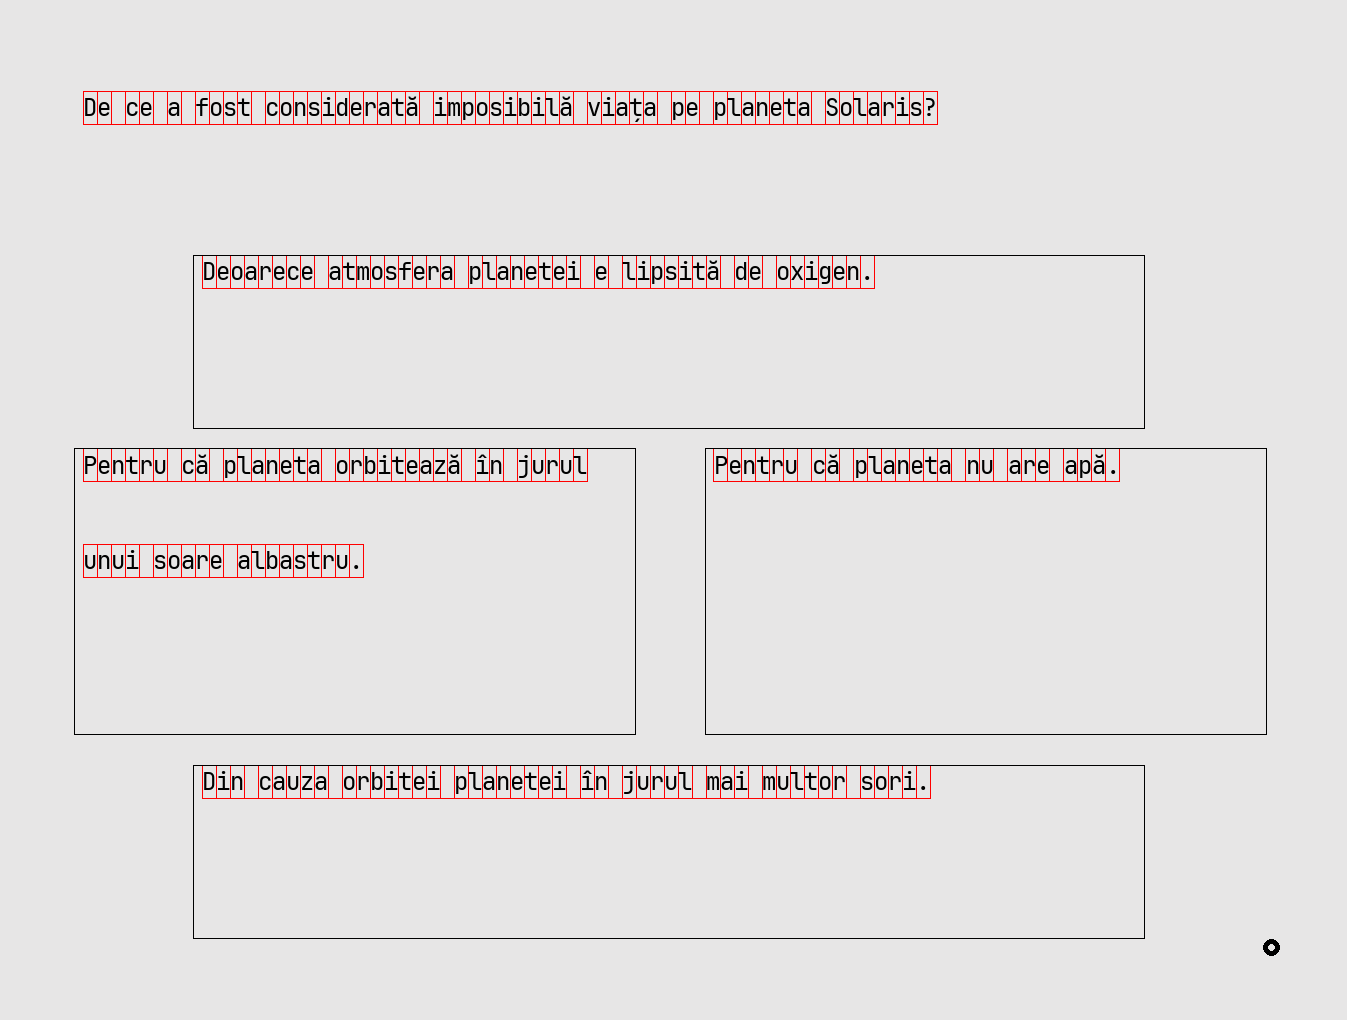 De ce a fost considerată imposibilă viața pe planeta Solaris?
Deoarece atmosfera planetei e lipsită de oxigen.
Pentru că planeta orbitează în jurul
unui soare albastru.
Pentru că planeta nu are apă.
Din cauza orbitei planetei în jurul mai multor sori.